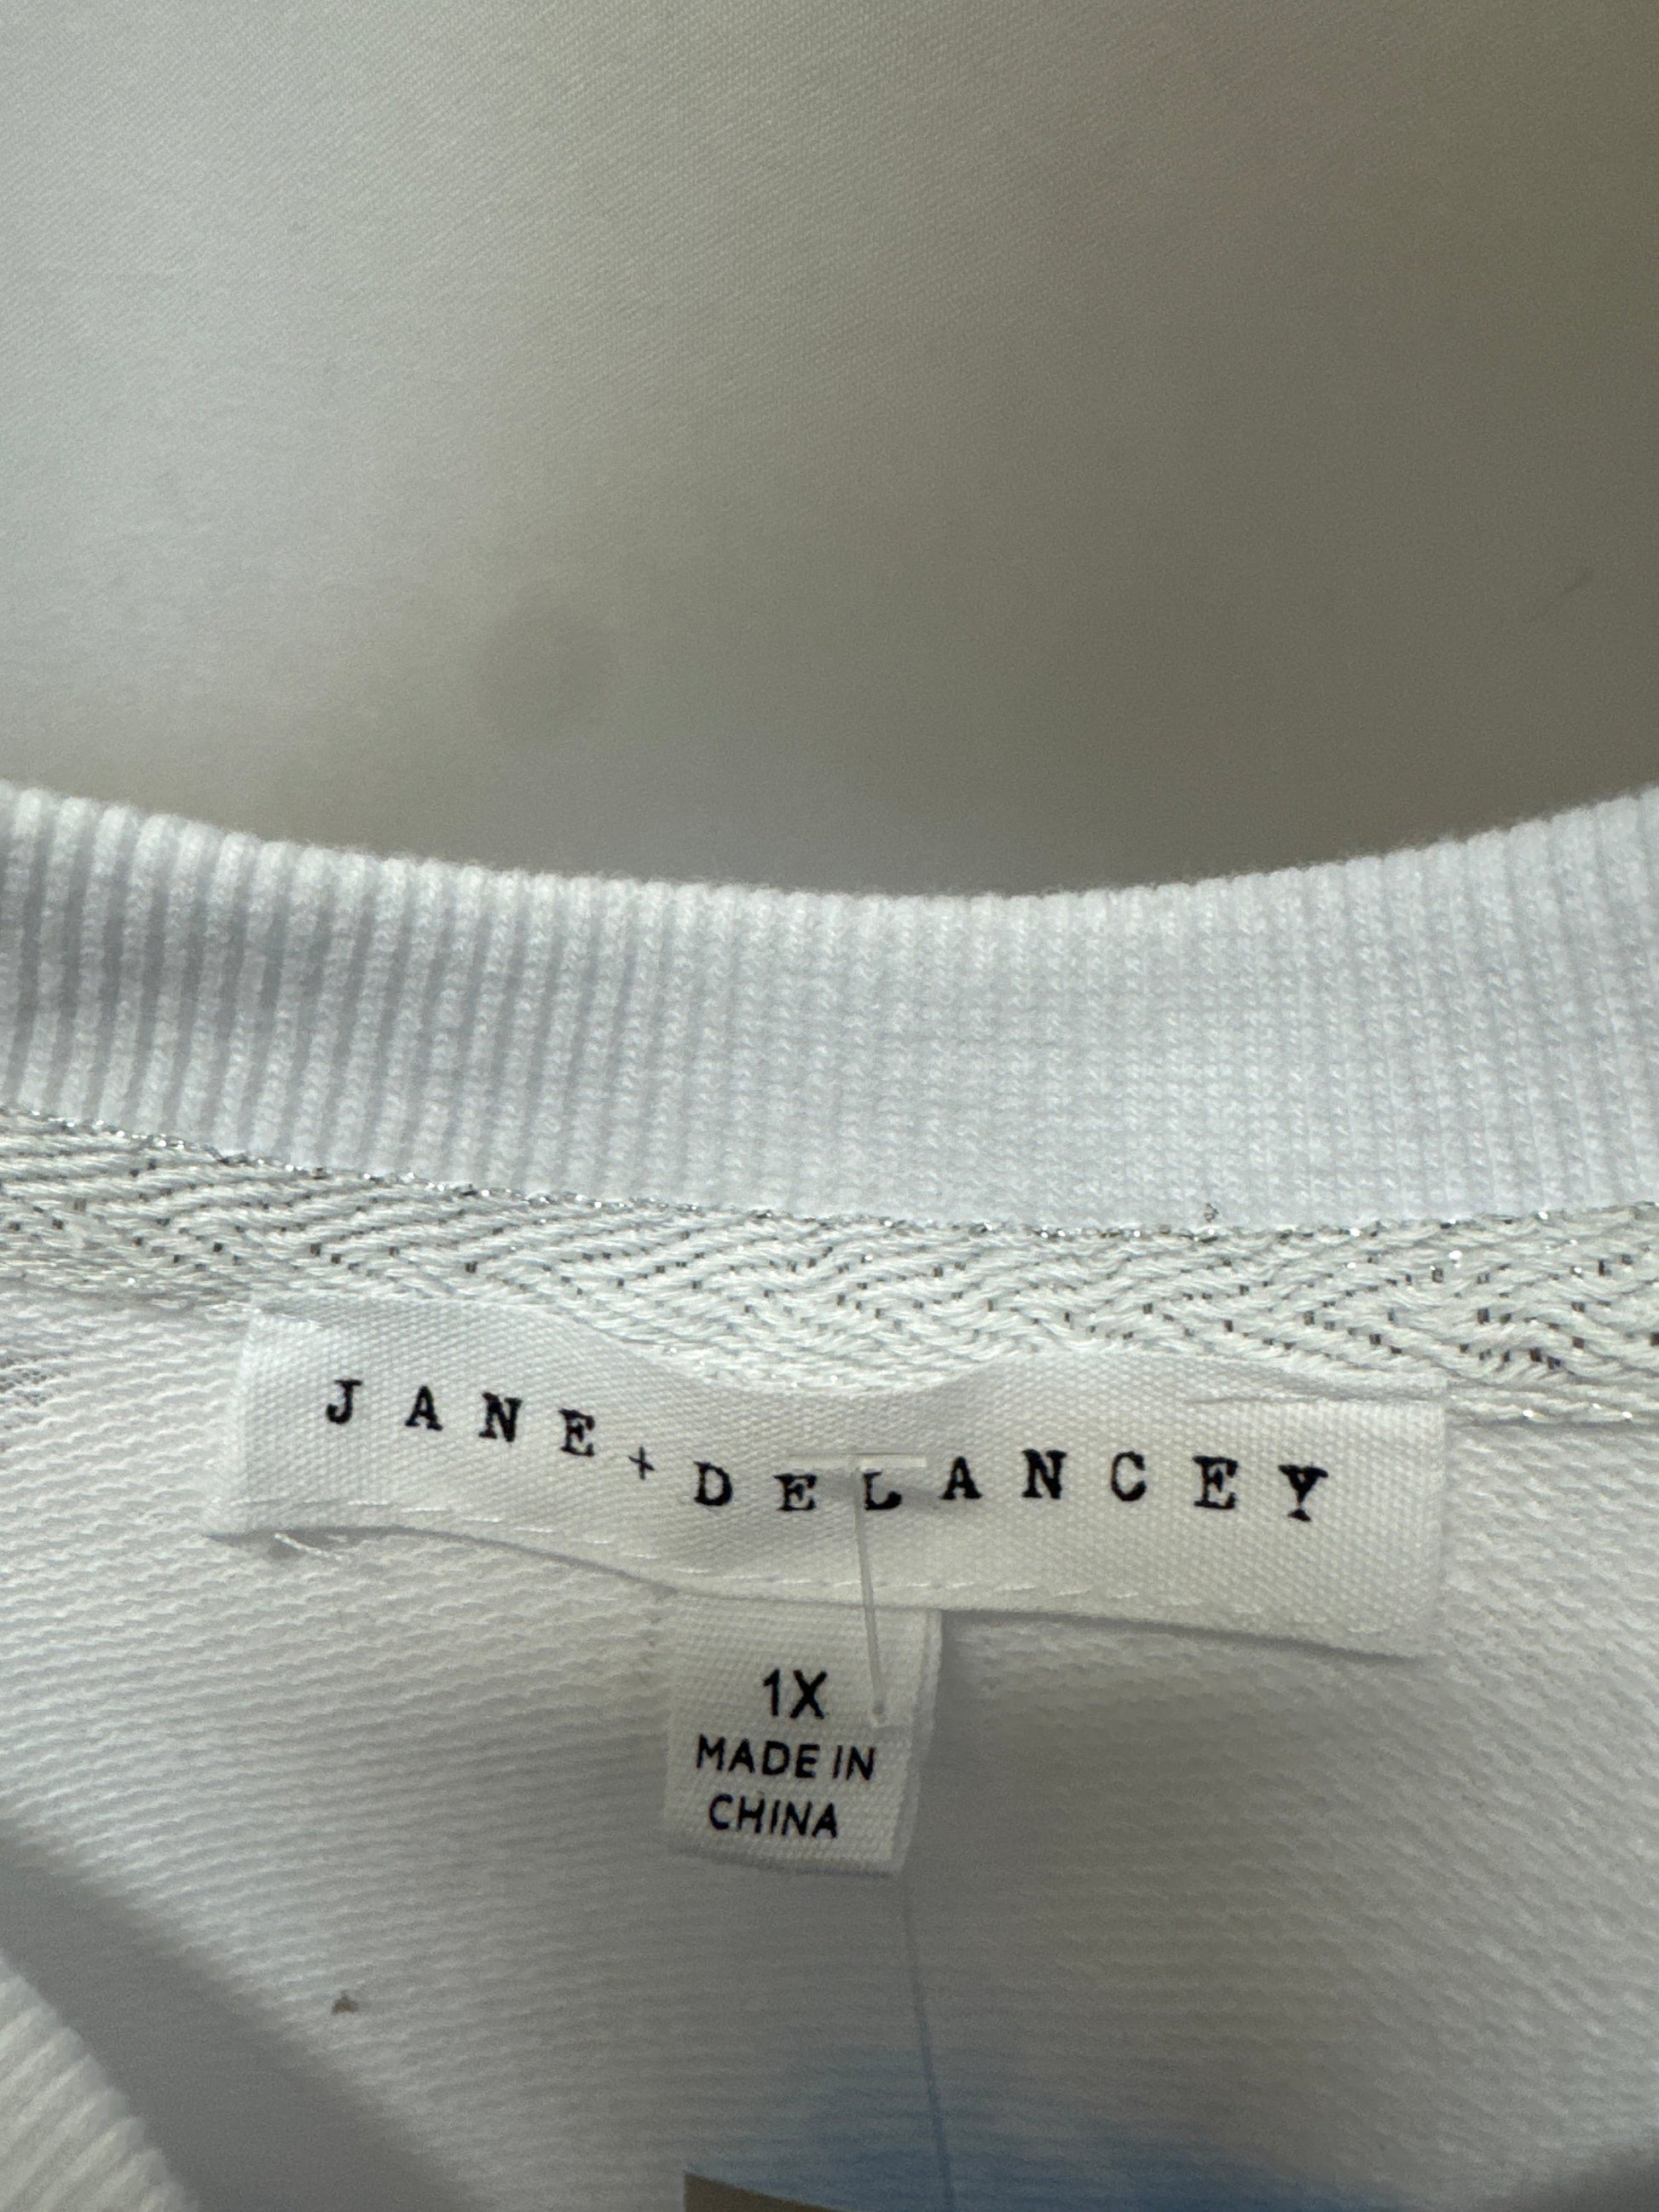 JANE + DELANCEY
1X
MADE IN
CHINA